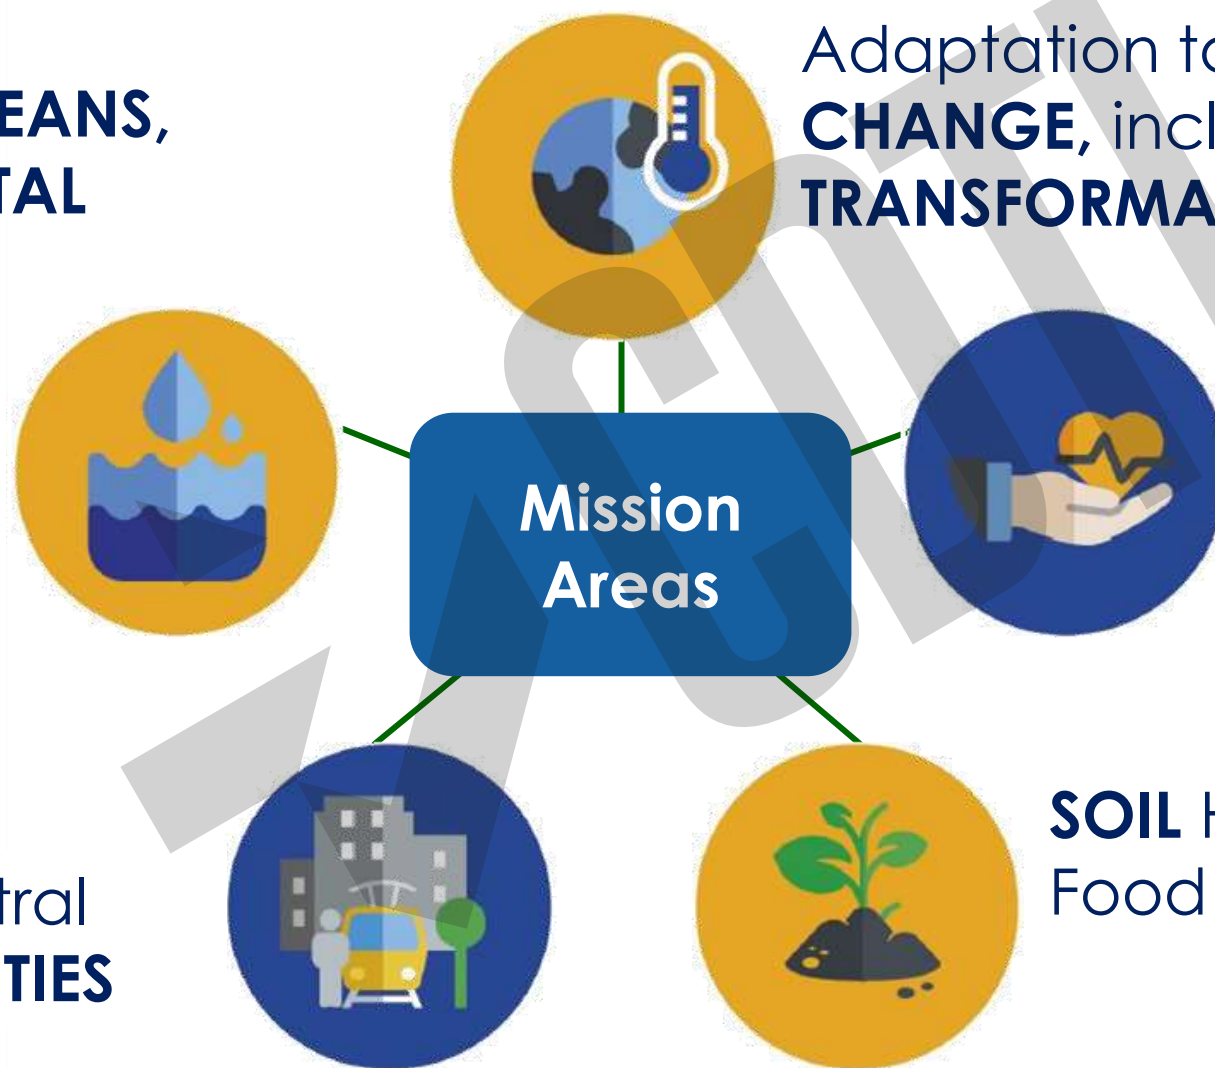 EANS,
TAL
Adaptation to
CHANGE, incl
TRANSFORMA
Mission
Areas
tral
TIES
SOIL H
Food